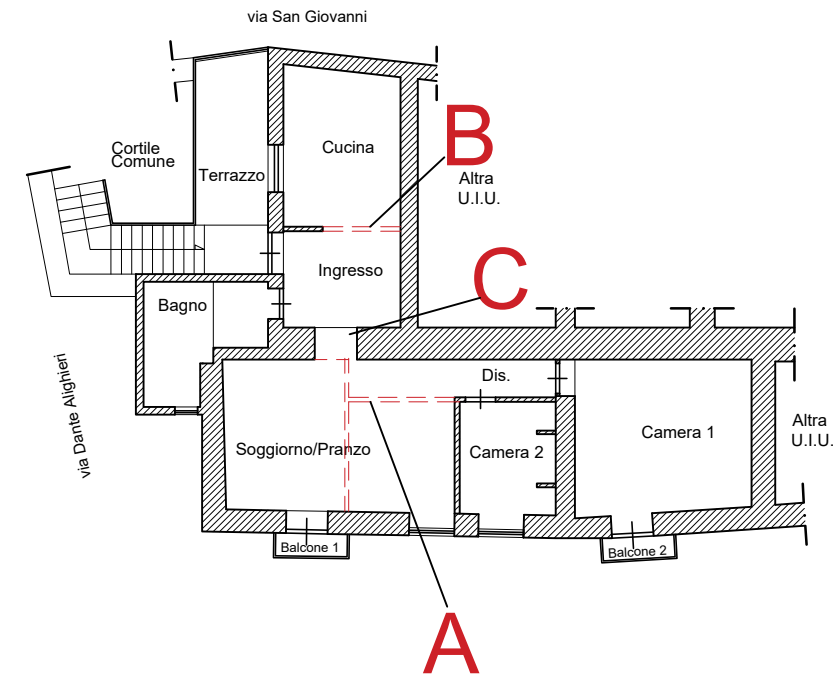 via San Giovanni
Cortile
Comune
Terrazzo
Cucina
B
Altra
U.I.U.
Ingresso
C
Bagno
via Dante Alighieri
Dis.
Soggiorno/Pranzo
Camera 2
Camera 1
Altra
U.I.U.
Balcone 1
Balcone 2
A